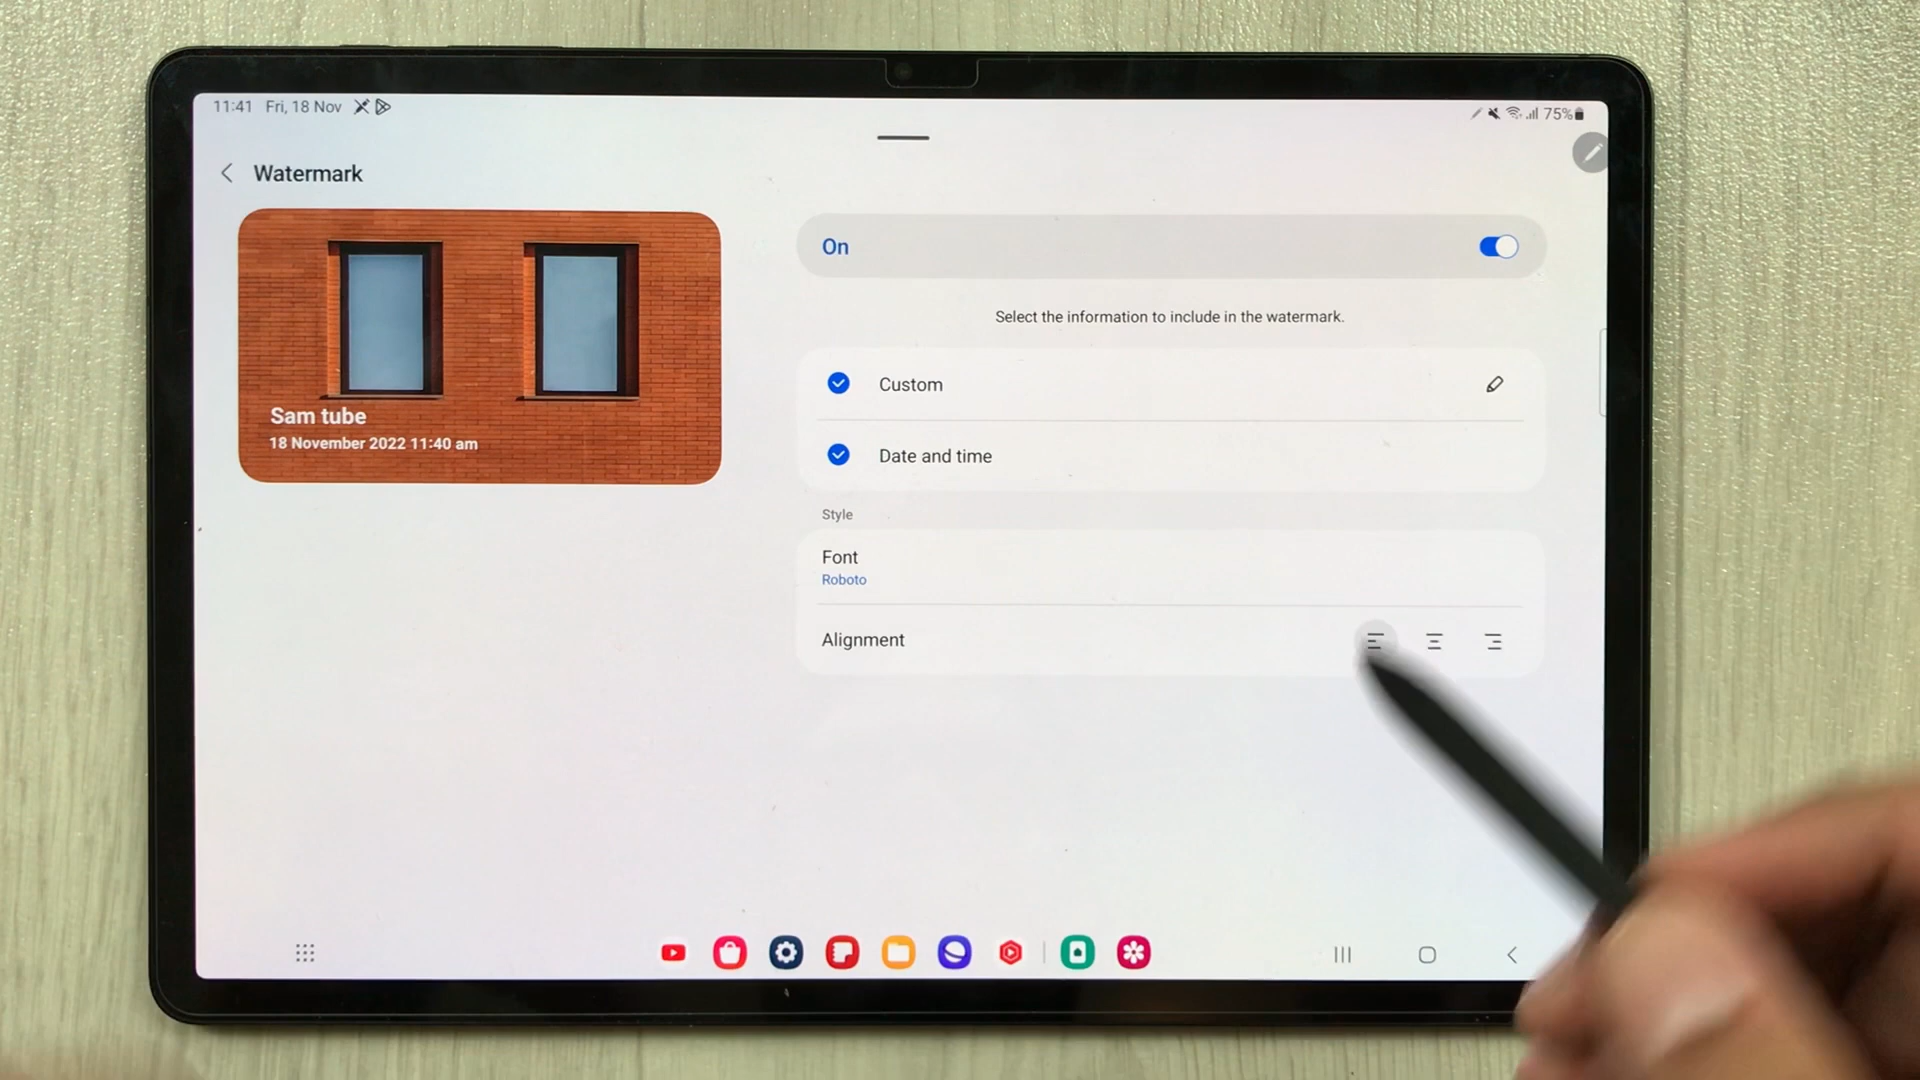 11:41 Fri, 18 Nov
75%
Watermark
Sam tube
18 November 2022 11:40 am
On
Select the information to include in the watermark.
Custom
Date and time
Style
Font
Roboto
Alignment